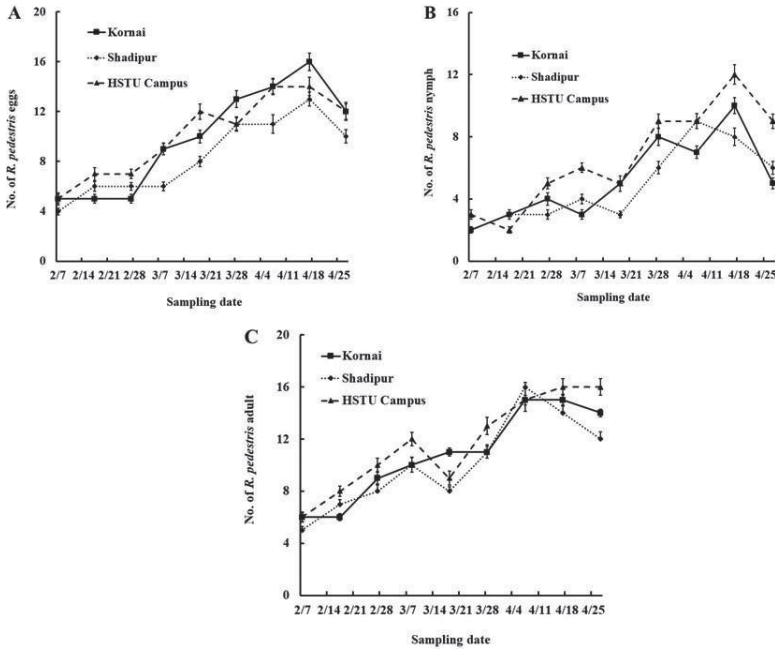 A
20
16
12
8
4
0
No. of R. pedestris eggs
Kornai
Shadipur
HSTU Campus
2/7 2/14 2/21 2/28 3/7 3/14 3/21 3/28 4/4 4/11 4/18 4/25
Sampling date
B
16
12
8
4
0
No. of R. pedestris nymph
Kornai
Shadipur
HSTU Campus
2/7 2/14 2/21 2/28 3/7 3/14 3/21 3/28 4/4 4/11 4/18 4/25
Sampling date
C
20
16
12
8
4
0
No. of R. pedestris adult
Kornai
Shadipur
HSTU Campus
2/7 2/14 2/21 2/28 3/7 3/14 3/21 3/28 4/4 4/11 4/18 4/25
Sampling date